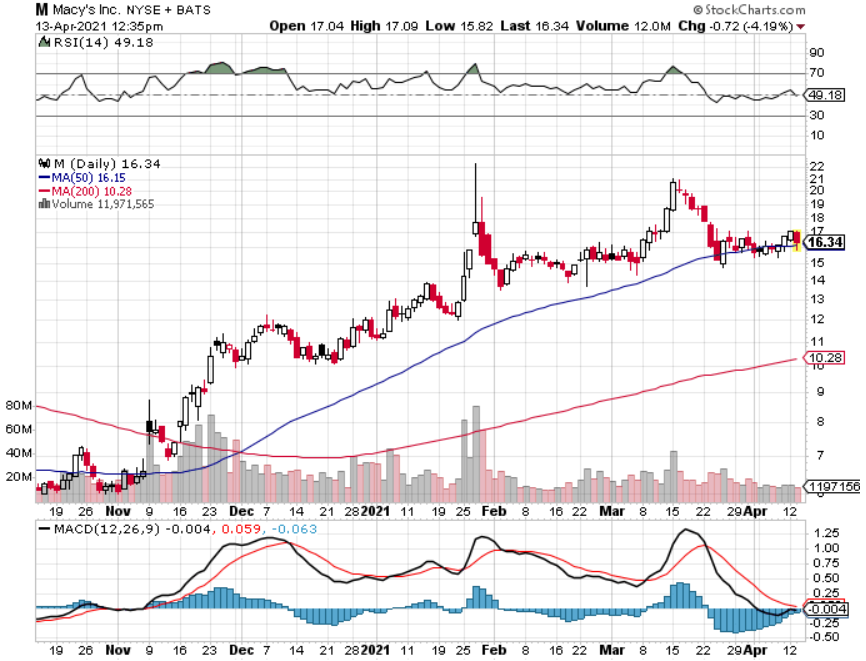 M Macy's Inc. NYSE + BATS
© StockCharts.com
13-Apr-2021 12:35pm
Open 17.04 High 17.09 Low 15.82 Last 16.34 Volume 12.0M Chg -0.72 (-4.19%)
RSI(14) 49.18
90
70
49.18
30
10
M (Daily) 16.34
MA(50) 16.15
MA(200) 10.28
Volume 11,971,565
22
21
20
19
18
17
16.34
15
14
13
12
11
10.28
10
9
8
7
6
80M
60M
40M
20M
1197156
19 26 Nov 9 16 23 Dec 7 14 21 28 2021 11 19 25 Feb 8 16 22 Mar 8 15 22 29 Apr 12
MACD(12,26,9) -0.004, 0.059, -0.063
1.25
1.00
0.75
0.50
0.25
-0.004
-0.25
-0.50
19 26 Nov 9 16 23 Dec 7 14 21 28 2021 11 19 25 Feb 8 16 22 Mar 8 15 22 29 Apr 12